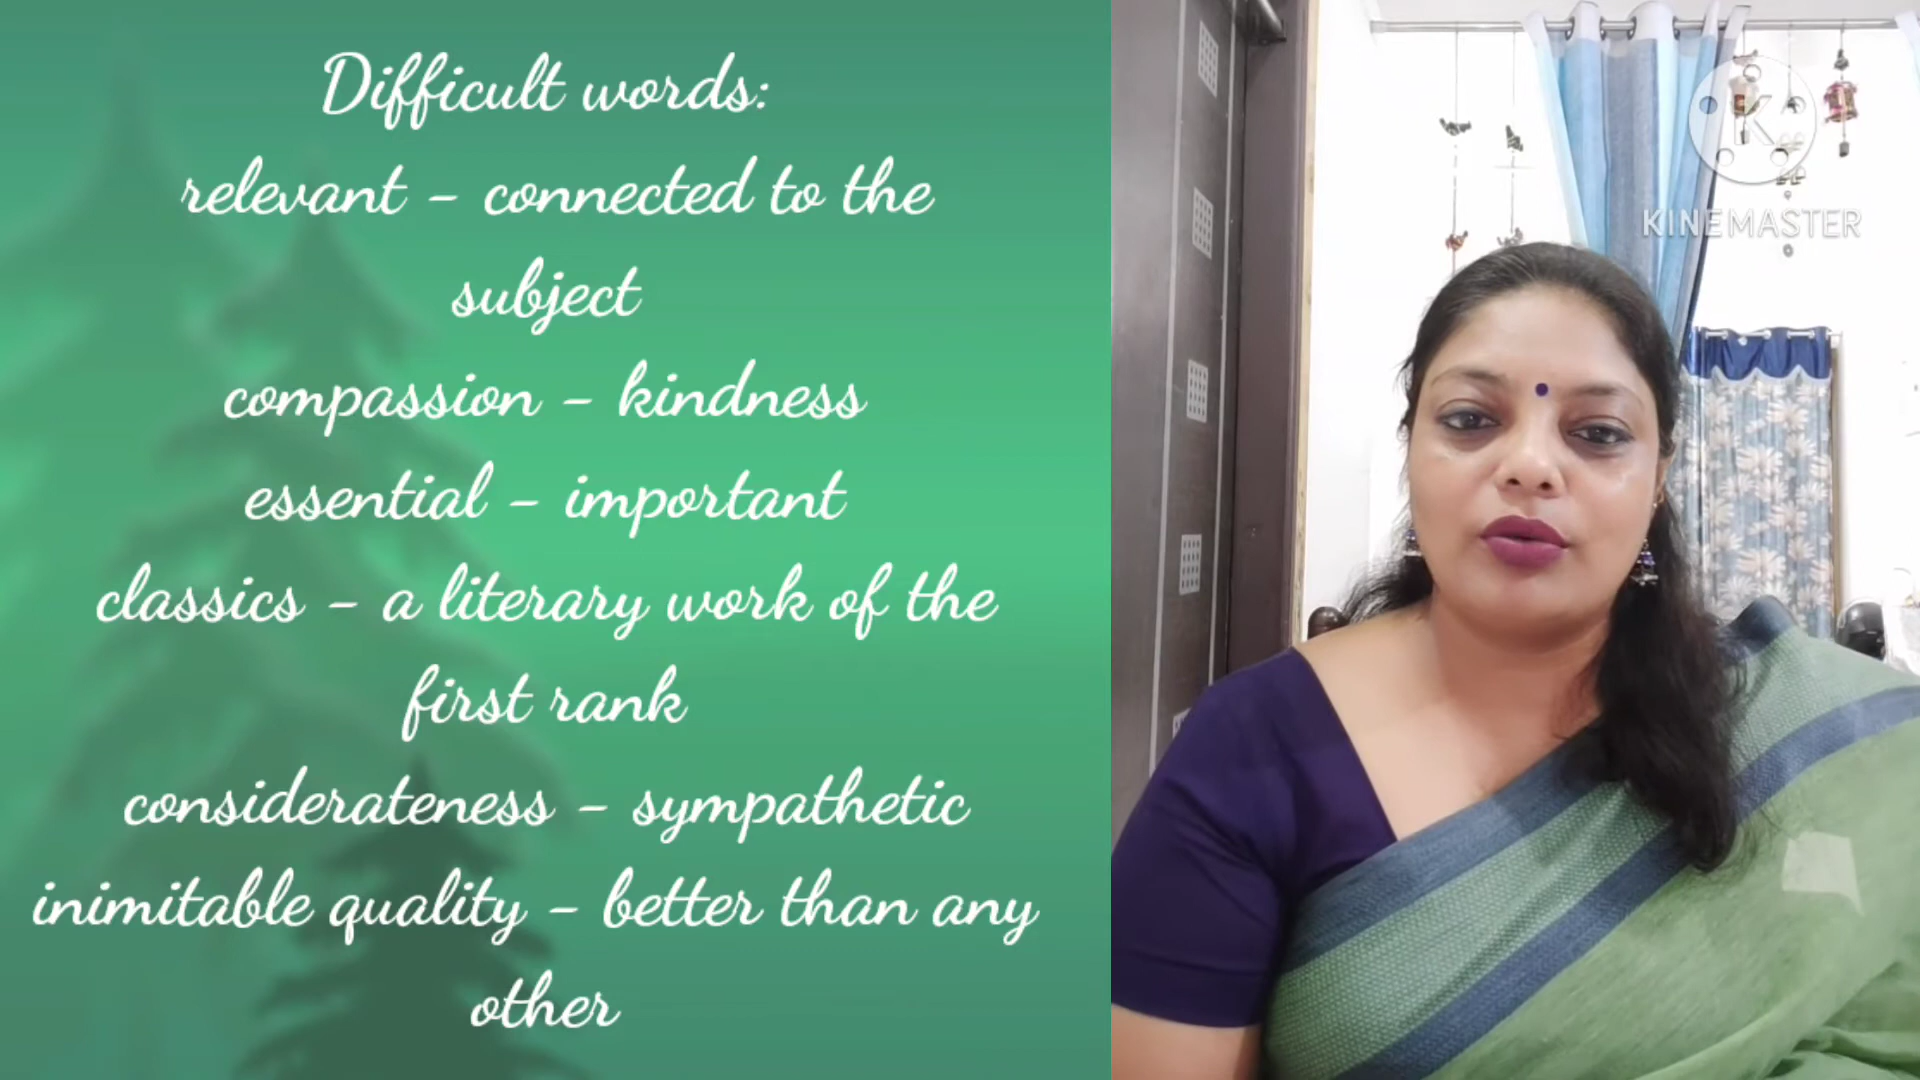 Difficult words:
relevant - connected to the
subject
compassion - kindness
essential - important
classics - a literary work of the
first rank
considerateness - sympathetic
inimitable quality - better than any
other
K
KINEMASTER